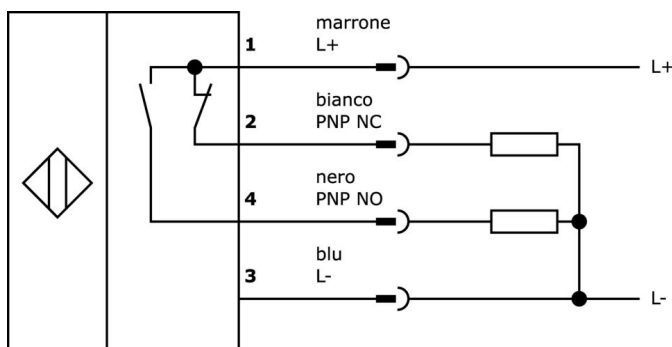 marrone
1 L+
L+
bianco
2 PNP NC
nero
4 PNP NO
blu
3 L-
L-